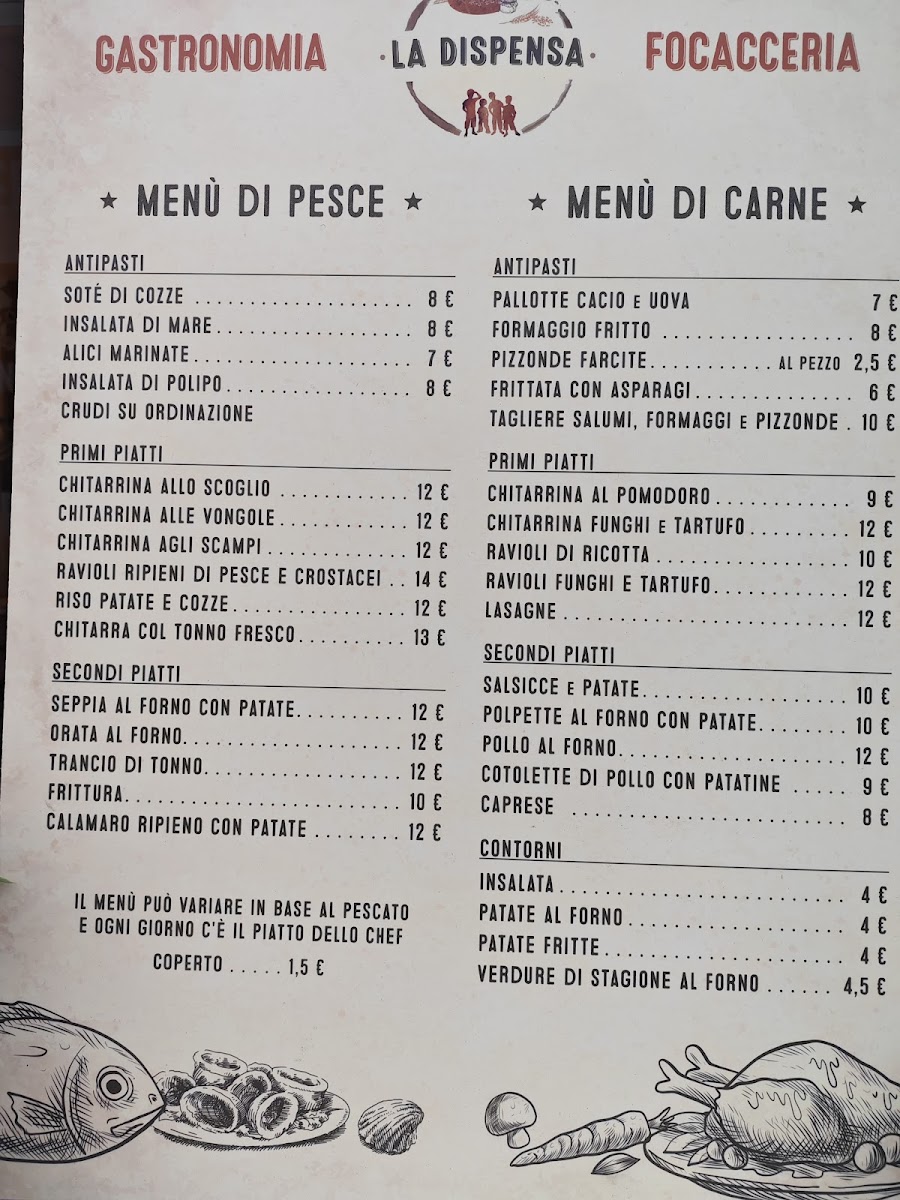 GASTRONOMIA
· LA DISPENSA ·
FOCACCERIA
★ MENÙ DI PESCE ★
ANTIPASTI
SOTÉ DI COZZE ..................... 8 €
INSALATA DI MARE................... 8 €
ALICI MARINATE..................... 7 €
INSALATA DI POLIPO.................. 8 €
CRUDI SU ORDINAZIONE
PRIMI PIATTI
CHITARRINA ALLO SCOGLIO ............ 12 €
CHITARRINA ALLE VONGOLE............ 12 €
CHITARRINA AGLI SCAMPI ............. 12 €
RAVIOLI RIPIENI DI PESCE E CROSTACEI .. 14 €
RISO PATATE E COZZE................ 12 €
CHITARRA COL TONNO FRESCO.......... 13 €
SECONDI PIATTI
SEPPIA AL FORNO CON PATATE.......... 12 €
ORATA AL FORNO..................... 12 €
TRANCIO DI TONNO................... 12 €
FRITTURA........................... 10 €
CALAMARO RIPIENO CON PATATE ........ 12 €
IL MENÙ PUÒ VARIARE IN BASE AL PESCATO
E OGNI GIORNO C'È IL PIATTO DELLO CHEF
COPERTO ..... 1,5 €
★ MENÙ DI CARNE ★
ANTIPASTI
PALLOTTE CACIO E UOVA 7 €
FORMAGGIO FRITTO .................. 8 €
PIZZONDE FARCITE............ AL PEZZO 2,5 €
FRITTATA CON ASPARAGI............... 6 €
TAGLIERE SALUMI, FORMAGGI E PIZZONDE . 10 €
PRIMI PIATTI
CHITARRINA AL POMODORO............. 9 €
CHITARRINA FUNGHI E TARTUFO.......... 12 €
RAVIOLI DI RICOTTA ................... 10 €
RAVIOLI FUNGHI E TARTUFO............. 12 €
LASAGNE ............................ 12 €
SECONDI PIATTI
SALSICCE E PATATE.................... 10 €
POLPETTE AL FORNO CON PATATE........ 10 €
POLLO AL FORNO...................... 12 €
COTOLETTE DI POLLO CON PATATINE ..... 9 €
CAPRESE ........................... 8 €
CONTORNI
INSALATA ............................ 4 €
PATATE AL FORNO..................... 4 €
PATATE FRITTE....................... 4 €
VERDURE DI STAGIONE AL FORNO ...... 4,5 €